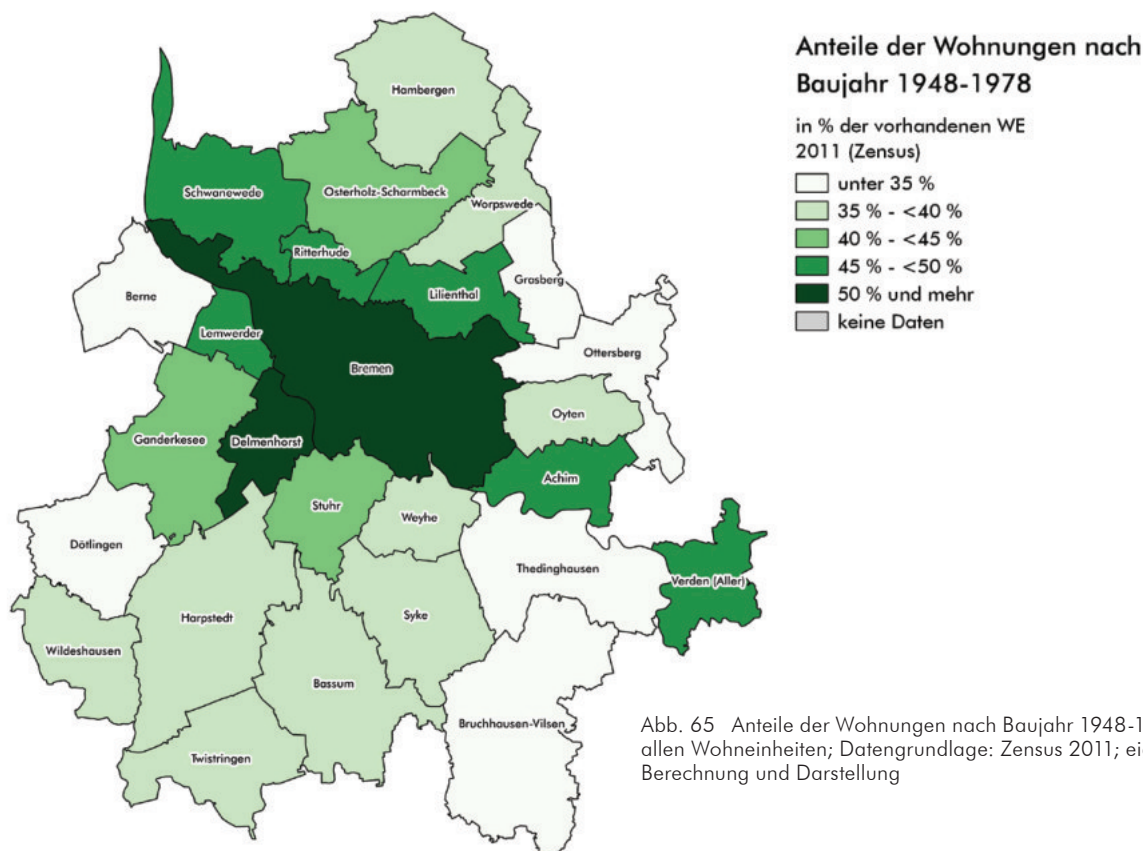 Anteile der Wohnungen nach
Baujahr 1948-1978
in % der vorhandenen WE
2011 (Zensus)
unter 35 %
35 % - <40 %
40 % - <45 %
45 % - <50 %
50 % und mehr
keine Daten
Hambergen
Schwanewede
Osterholz-Scharmbeck
Worpswede
Ritterhude
Grasberg
Berne
Lilienthal
Lemwerder
Ottersberg
Bremen
Oyten
Ganderkesee
Delmenhorst
Achim
Stuhr
Weyhe
Dötlingen
Thedinghausen
Verden (Aller)
Harpstedt
Syke
Wildeshausen
Bassum
Bruchhausen-Vilsen
Twistringen
Abb. 65 Anteile der Wohnungen nach Baujahr 1948-1
allen Wohneinheiten; Datengrundlage: Zensus 2011; ei
Berechnung und Darstellung